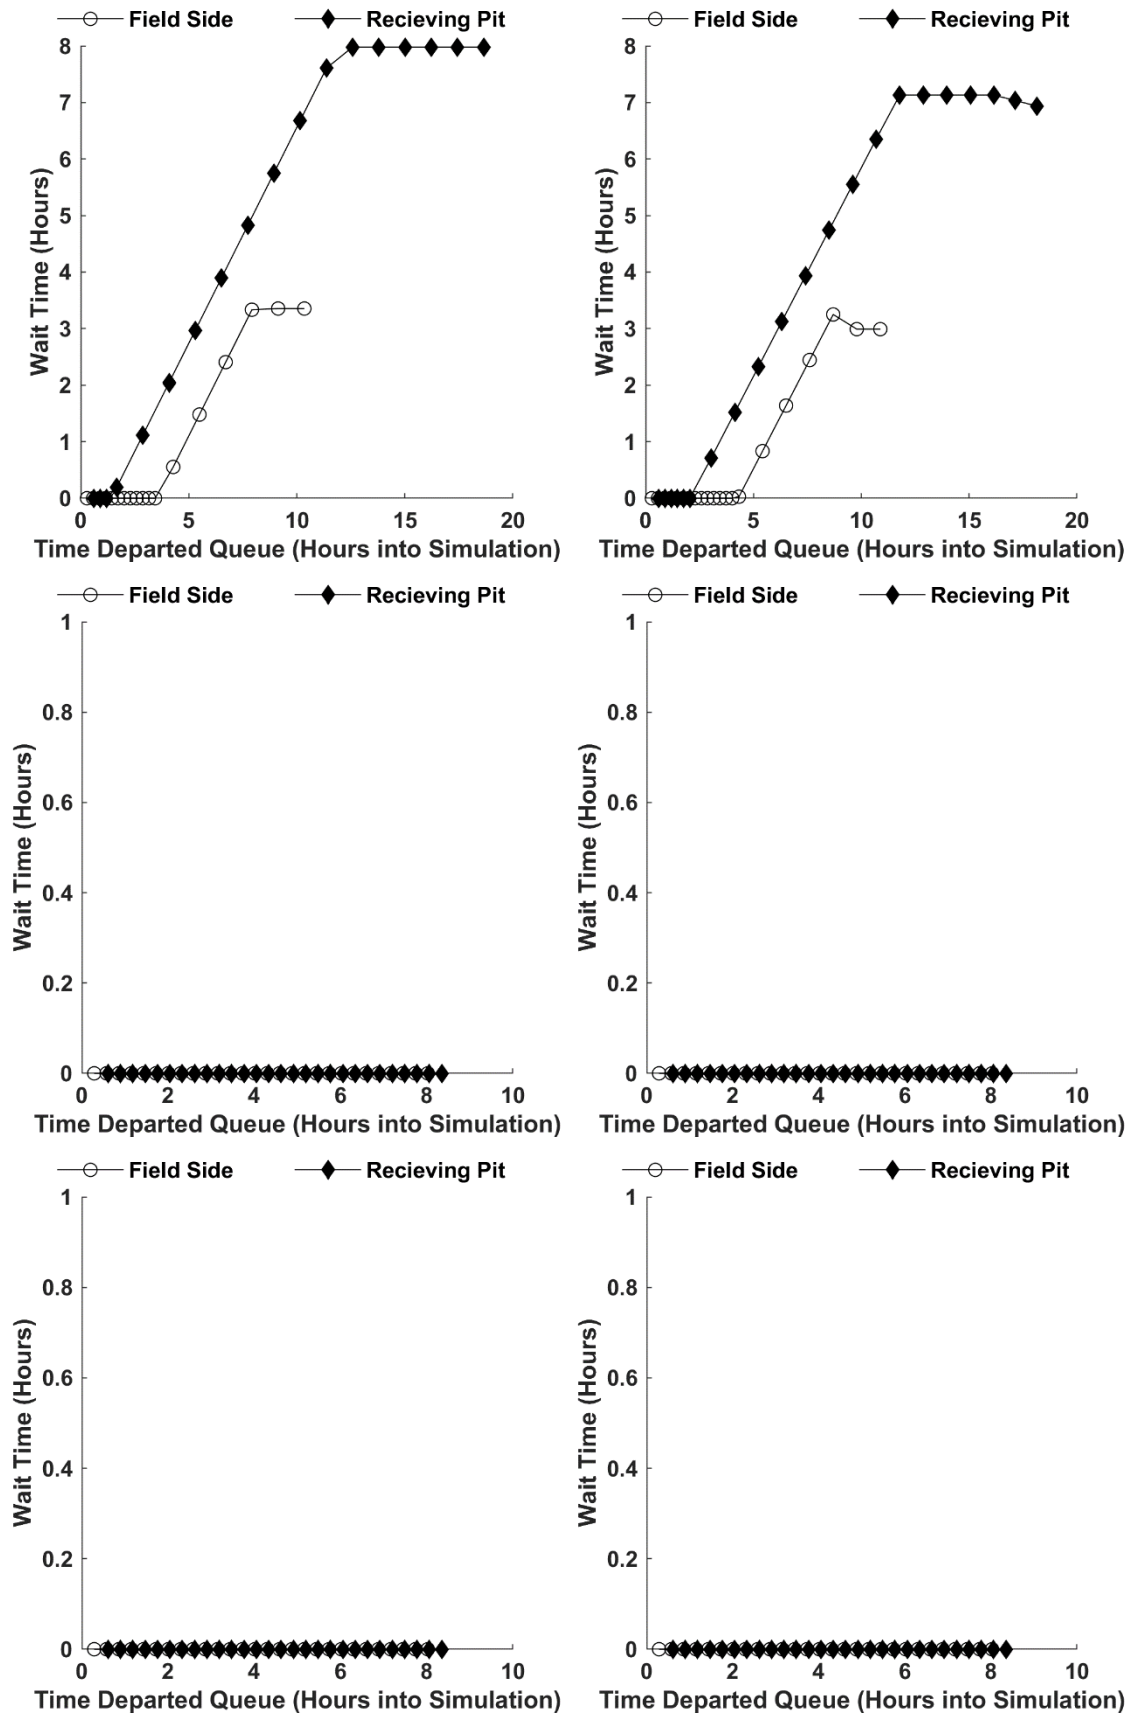 Field Side Recieving Pit
8
7
6
5
4
3
2
1
0
Wait Time (Hours)
0 5 10 15 20
Time Departed Queue (Hours into Simulation)
Field Side Recieving Pit
8
7
6
5
4
3
2
1
0
Wait Time (Hours)
0 5 10 15 20
Time Departed Queue (Hours into Simulation)
Field Side Recieving Pit
1
0.8
0.6
0.4
0.2
0
Wait Time (Hours)
0 2 4 6 8 10
Time Departed Queue (Hours into Simulation)
Field Side Recieving Pit
1
0.8
0.6
0.4
0.2
0
Wait Time (Hours)
0 2 4 6 8 10
Time Departed Queue (Hours into Simulation)
Field Side Recieving Pit
1
0.8
0.6
0.4
0.2
0
Wait Time (Hours)
0 2 4 6 8 10
Time Departed Queue (Hours into Simulation)
Field Side Recieving Pit
1
0.8
0.6
0.4
0.2
0
Wait Time (Hours)
0 2 4 6 8 10
Time Departed Queue (Hours into Simulation)